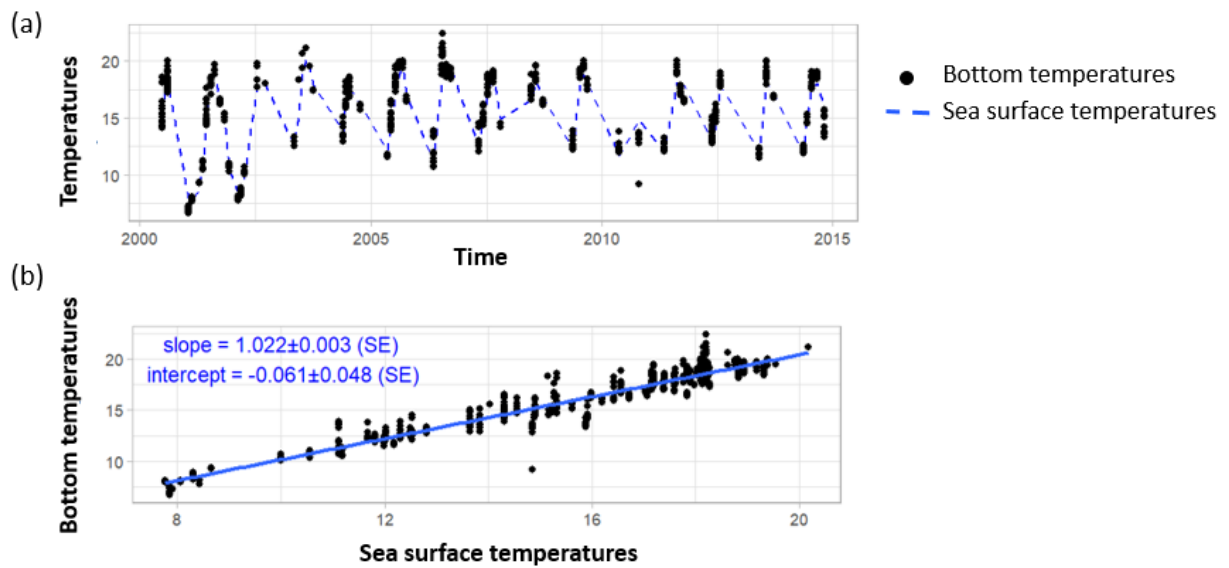 (a)
Temperatures
20
15
10
2000
2005
2010
2015
Time
Bottom temperatures
Sea surface temperatures
(b)
Bottom temperatures
20
15
10
slope = 1.022±0.003 (SE)
intercept = -0.061±0.048 (SE)
8
12
16
20
Sea surface temperatures